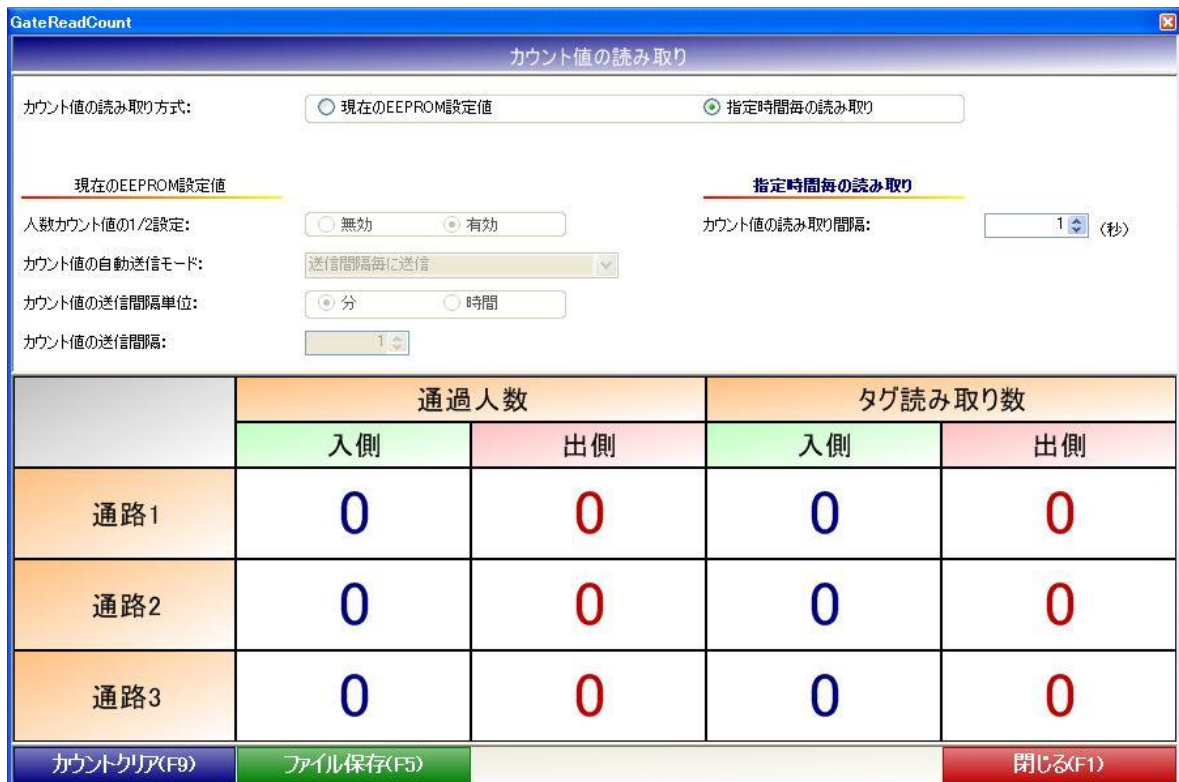 GateReadCount
カウント値の読み取り
カウント値の読み取り方式: 現在のEEPROM設定値 指定時間毎の読み取り
現在のEEPROM設定値 指定時間毎の読み取り
人数カウント値の1/2設定: 無効 有効 カウント値の読み取り間隔: 1 (秒)
カウント値の自動送信モード: 送信間隔毎に送信
カウント値の送信間隔単位: 分 時間
カウント値の送信間隔: 1
通過人数 タグ読み取り数
入側 出側 入側 出側
通路1 0 0 0 0
通路2 0 0 0 0
通路3 0 0 0 0
カウントクリア(F9) ファイル保存(F5) 閉じる(F1)